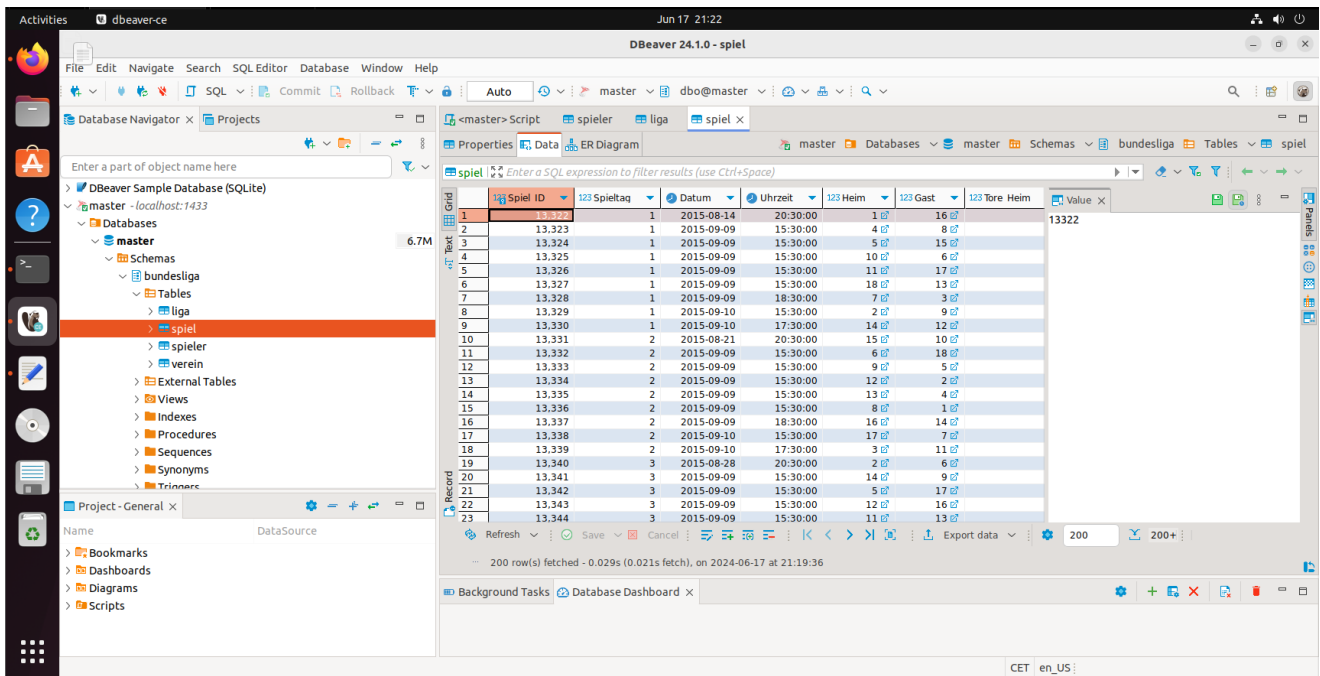 Activities dbeaver-ce Jun 17 21:22
DBeaver 24.1.0 - spiel
File Edit Navigate Search SQL Editor Database Window Help
SQL Commit Rollback Auto master dbo@master
Database Navigator Projects
<master> Script spieler liga spiel
Properties Data ER Diagram master Databases master Schemas bundesliga Tables spiel
Enter a part of object name here
spiel Enter a SQL expression to filter results (use Ctrl+Space)
DBeaver Sample Database (SQLite)
master - localhost:1433
Databases
master 6.7M
Schemas
bundesliga
Tables
liga
spiel
spieler
verein
External Tables
Views
Indexes
Procedures
Sequences
Synonyms
Triggers
Grid
Text
Record
123 Spiel ID 123 Spieltag Datum Uhrzeit 123 Heim 123 Gast 123 Tore Heim
1 13,322 1 2015-08-14 20:30:00 1 16
2 13,323 1 2015-09-09 15:30:00 4 8
3 13,324 1 2015-09-09 15:30:00 5 15
4 13,325 1 2015-09-09 15:30:00 10 6
5 13,326 1 2015-09-09 15:30:00 11 17
6 13,327 1 2015-09-09 15:30:00 18 13
7 13,328 1 2015-09-09 18:30:00 7 3
8 13,329 1 2015-09-10 15:30:00 2 9
9 13,330 1 2015-09-10 17:30:00 14 12
10 13,331 2 2015-08-21 20:30:00 15 10
11 13,332 2 2015-09-09 15:30:00 6 18
12 13,333 2 2015-09-09 15:30:00 9 5
13 13,334 2 2015-09-09 15:30:00 12 2
14 13,335 2 2015-09-09 15:30:00 13 4
15 13,336 2 2015-09-09 15:30:00 8 1
16 13,337 2 2015-09-09 18:30:00 16 14
17 13,338 2 2015-09-10 15:30:00 17 7
18 13,339 2 2015-09-10 17:30:00 3 11
19 13,340 3 2015-08-28 20:30:00 2 6
20 13,341 3 2015-09-09 15:30:00 14 9
21 13,342 3 2015-09-09 15:30:00 5 17
22 13,343 3 2015-09-09 15:30:00 12 16
23 13,344 3 2015-09-09 15:30:00 11 13
Value
13322
Panels
Refresh Save Cancel Export data 200 200+
200 row(s) fetched - 0.029s (0.021s fetch), on 2024-06-17 at 21:19:36
Project - General
Name DataSource
Bookmarks
Dashboards
Diagrams
Scripts
Background Tasks Database Dashboard
CET en_US